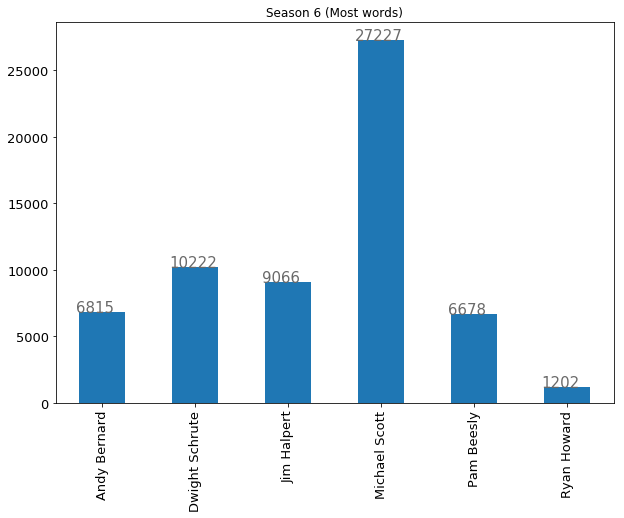 Season 6 (Most words)
25000
20000
15000
10000
5000
0
6815
10222
9066
27227
6678
1202
Andy Bernard
Dwight Schrute
Jim Halpert
Michael Scott
Pam Beesly
Ryan Howard